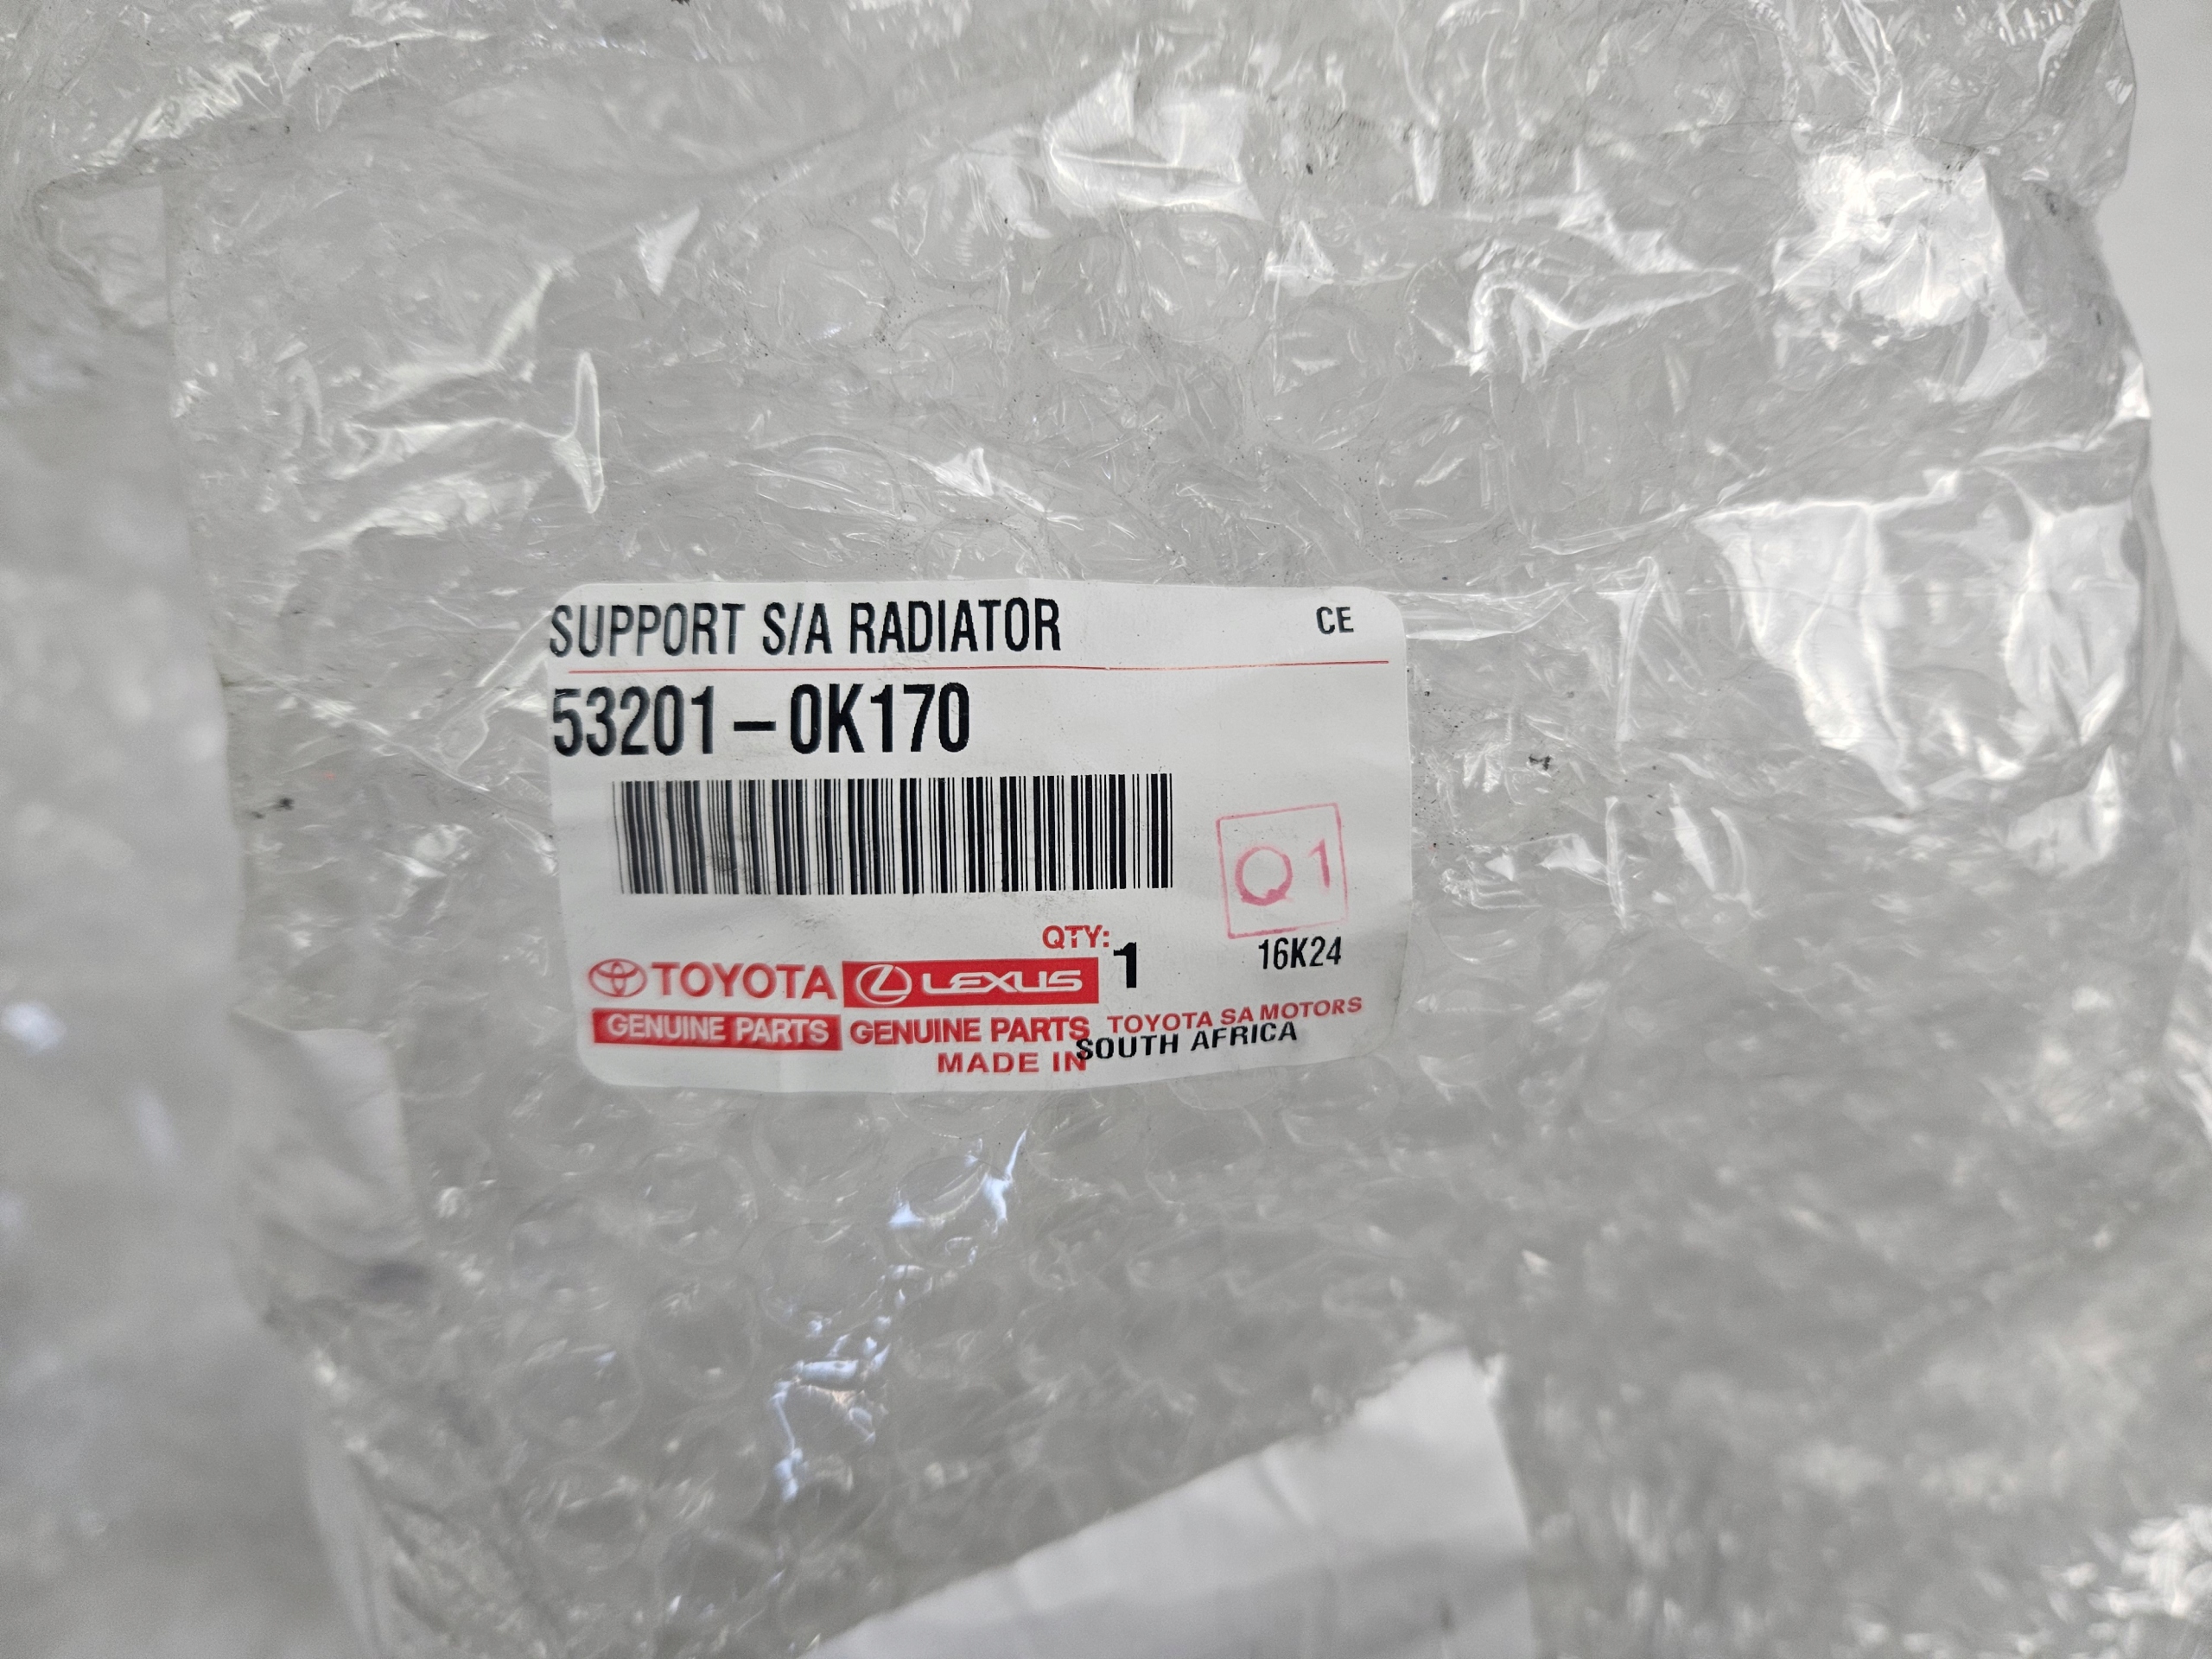 SUPPORT S/A RADIATOR CE
53201-0K170
Q1
QTY: 1 16K24
TOYOTA LEXUS
GENUINE PARTS GENUINE PARTS TOYOTA SA MOTORS
MADE IN SOUTH AFRICA